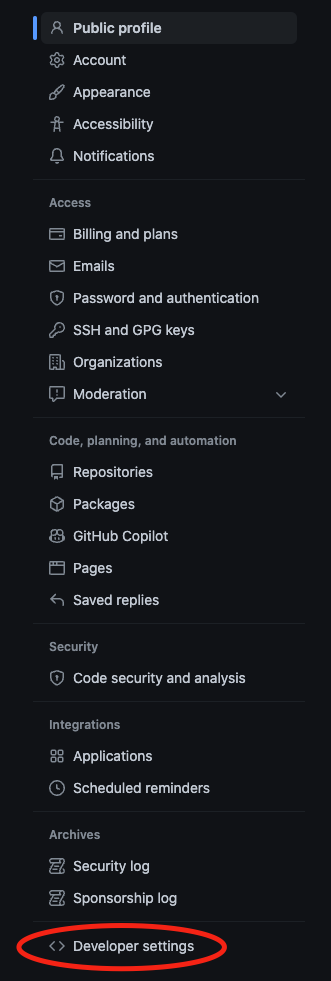 Public profile
Account
Appearance
Accessibility
Notifications
Access
Billing and plans
Emails
Password and authentication
SSH and GPG keys
Organizations
Moderation
Code, planning, and automation
Repositories
Packages
GitHub Copilot
Pages
Saved replies
Security
Code security and analysis
Integrations
Applications
Scheduled reminders
Archives
Security log
Sponsorship log
Developer settings